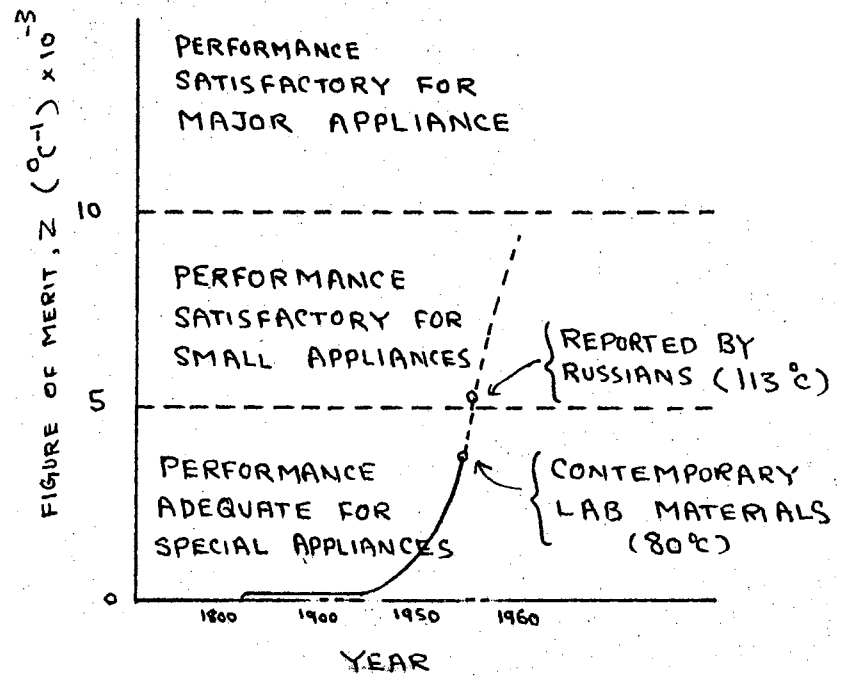 PERFORMANCE
SATISFACTORY FOR
MAJOR APPLIANCE
FIGURE OF MERIT, Z (°C⁻¹) × 10⁻³
10
PERFORMANCE
SATISFACTORY FOR
SMALL APPLIANCES
REPORTED BY
RUSSIANS (113°C)
5
PERFORMANCE
ADEQUATE FOR
SPECIAL APPLIANCES
CONTEMPORARY
LAB MATERIALS
(80°C)
0
1800 1900 1950 1960
YEAR